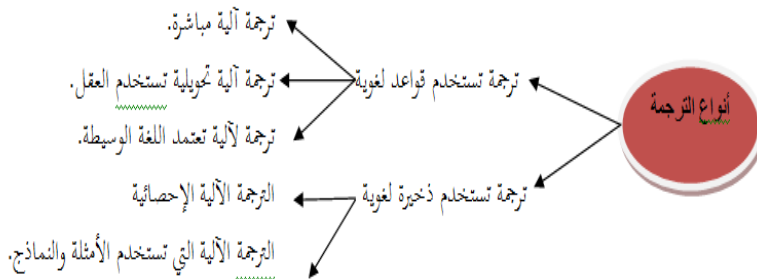 أنواع الترجمة
ترجمة تستخدم قواعد لغوية
ترجمة آلية مباشرة.
ترجمة آلية تحويلية تستخدم العقل.
ترجمة لآلية تعتمد اللغة الوسيطة.
ترجمة تستخدم ذخيرة لغوية
الترجمة الآلية الإحصائية
الترجمة الآلية التي تستخدم الأمثلة والنماذج.